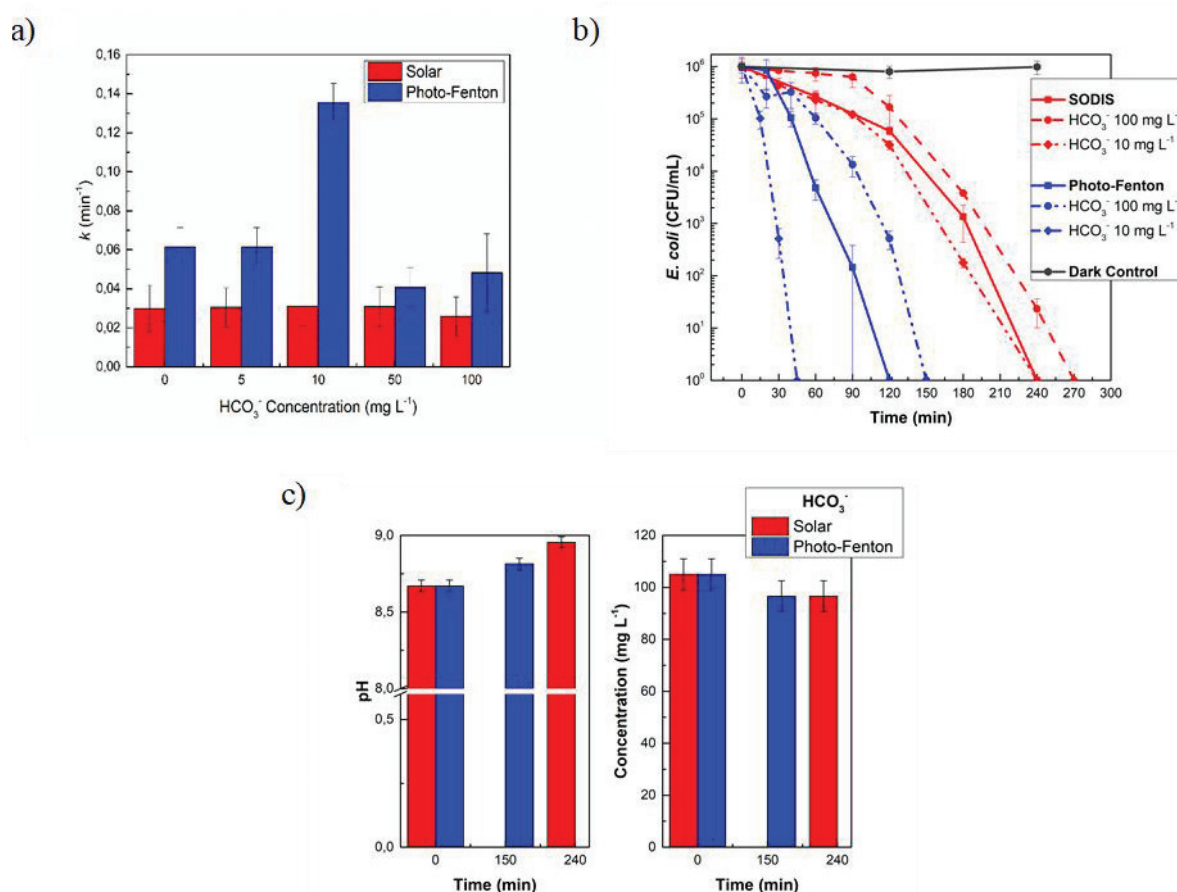 a)
0,16
0,14
0,12
0,10
0,08
0,06
0,04
0,02
0,00
k (min⁻¹)
Solar
Photo-Fenton
0 5 10 50 100
HCO₃⁻ Concentration (mg L⁻¹)
b)
10⁶
10⁵
10⁴
10³
10²
10¹
10⁰
E. coli (CFU/mL)
SODIS
HCO₃⁻ 100 mg L⁻¹
HCO₃⁻ 10 mg L⁻¹
Photo-Fenton
HCO₃⁻ 100 mg L⁻¹
HCO₃⁻ 10 mg L⁻¹
Dark Control
0 30 60 90 120 150 180 210 240 270 300
Time (min)
c)
9,0
8,5
8,0
0,5
0,0
pH
0 150 240
Time (min)
HCO₃⁻
Solar
Photo-Fenton
120
100
80
60
40
20
0
Concentration (mg L⁻¹)
0 150 240
Time (min)